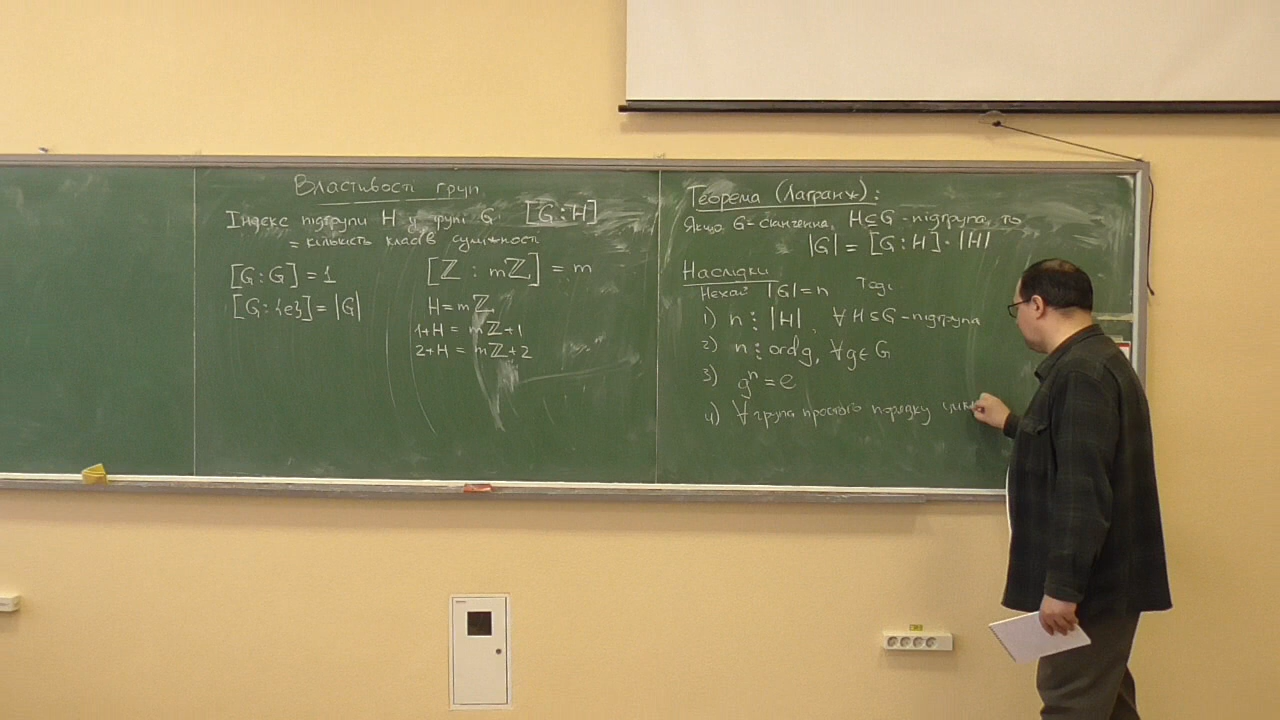 Властивості груп
Індекс підгрупи H у групі G [G:H]
= кількість класів суміжності
[G:G] = 1
[G:{e}] = |G|
[ℤ : mℤ] = m
H = mℤ
1+H = mℤ+1
2+H = mℤ+2
Теорема (Лагранж):
Якщо G - скінченна, H⊆G - підгрупа, то
|G| = [G:H]·|H|
Наслідки
Нехай |G|=n Тоді
1) n ⋮ |H|, ∀ H≤G - підгрупа
2) n ⋮ ord g, ∀g∈G
3) gⁿ = e
4) ∀ група простого порядку